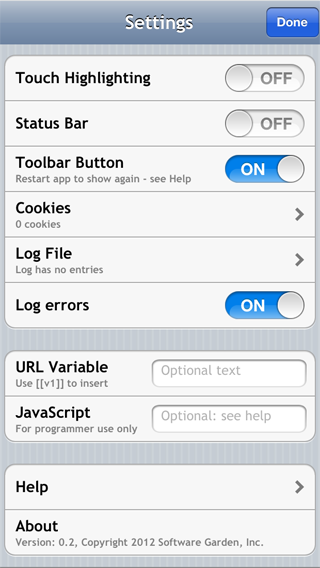 Settings
Done
Touch Highlighting
OFF
Status Bar
OFF
Toolbar Button
Restart app to show again - see Help
ON
Cookies
0 cookies
Log File
Log has no entries
Log errors
ON
URL Variable
Use [[v1]] to insert
Optional text
JavaScript
For programmer use only
Optional: see help
Help
About
Version: 0.2, Copyright 2012 Software Garden, Inc.